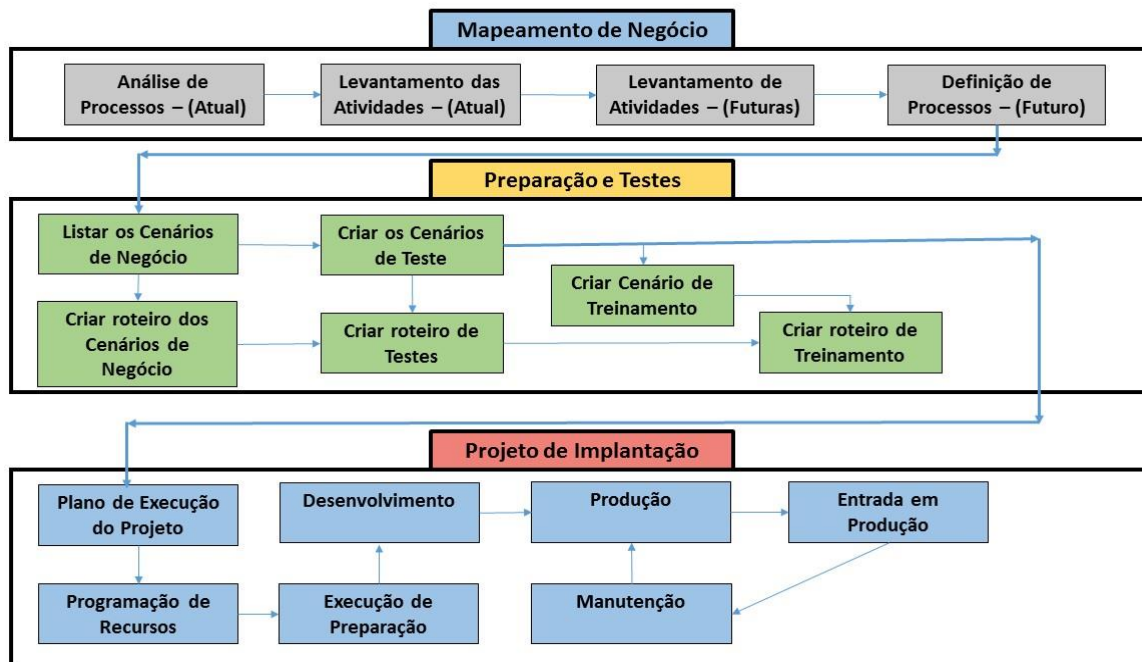 Mapeamento de Negócio
Análise de
Processos – (Atual)
Levantamento das
Atividades – (Atual)
Levantamento de
Atividades – (Futuras)
Definição de
Processos – (Futuro)
Preparação e Testes
Listar os Cenários
de Negócio
Criar os Cenários
de Teste
Criar Cenário de
Treinamento
Criar roteiro dos
Cenários de
Negócio
Criar roteiro de
Testes
Criar roteiro de
Treinamento
Projeto de Implantação
Plano de Execução
do Projeto
Desenvolvimento
Produção
Entrada em
Produção
Programação de
Recursos
Execução de
Preparação
Manutenção